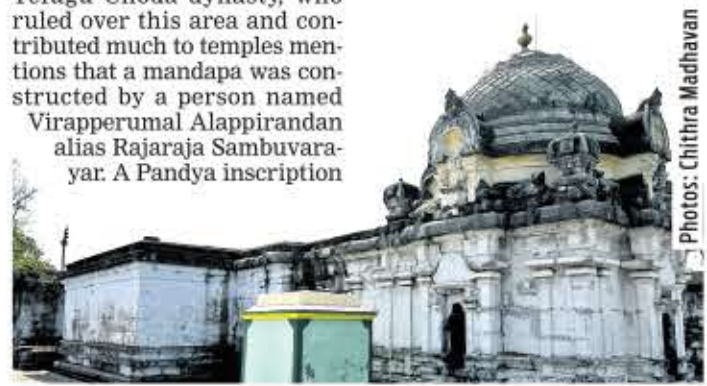 Telugu Choda dynasty, who
ruled over this area and con-
tributed much to temples men-
tions that a mandapa was con-
structed by a person named
Virapperumal Alappirandan
alias Rajaraja Sambuvara-
yar. A Pandya inscription
Photos: Chithra Madhavan